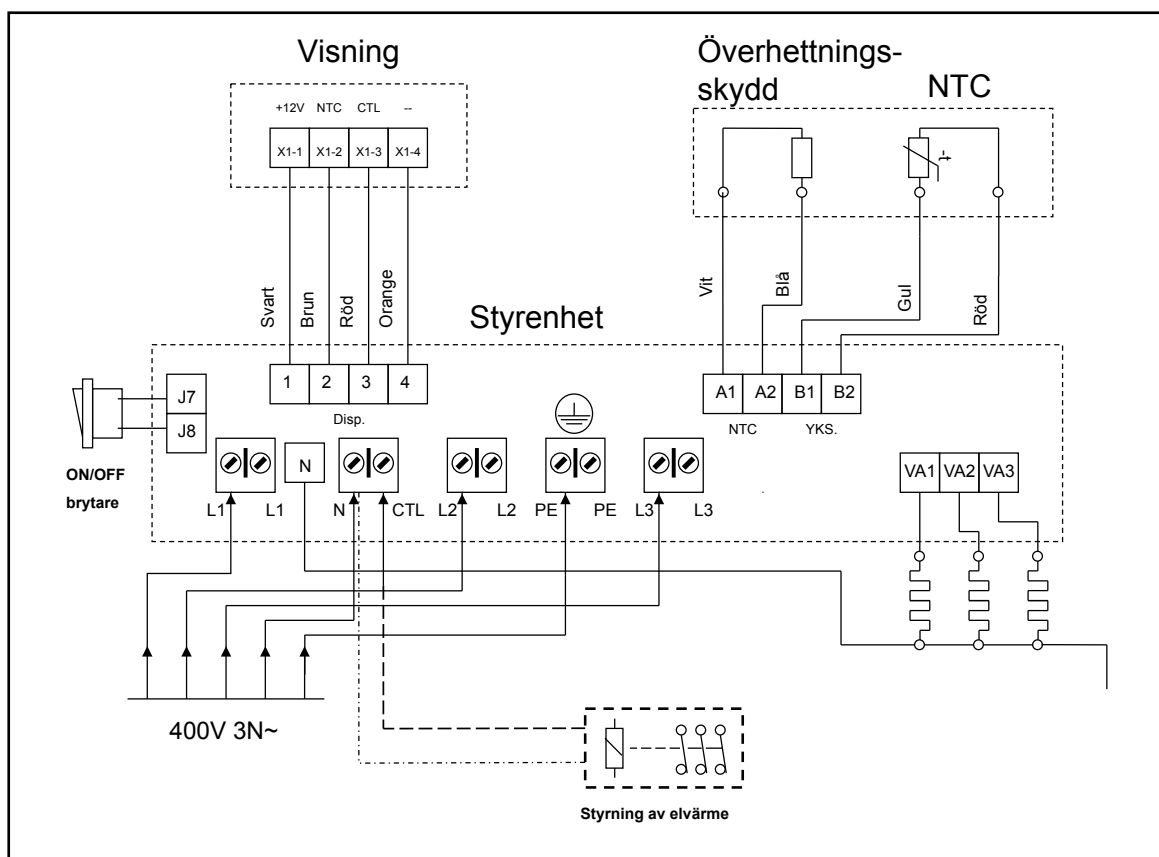 Visning
Överhettnings-
skydd
NTC
+12V NTC CTL --
X1-1 X1-2 X1-3 X1-4
-t
Svart
Brun
Röd
Orange
Vit
Blå
Gul
Röd
Styrenhet
J7
J8
1 2 3 4
Disp.
A1 A2 B1 B2
NTC YKS.
ON/OFF
brytare
N
VA1 VA2 VA3
L1 L1 N CTL L2 L2 PE PE L3 L3
400V 3N~
Styrning av elvärme